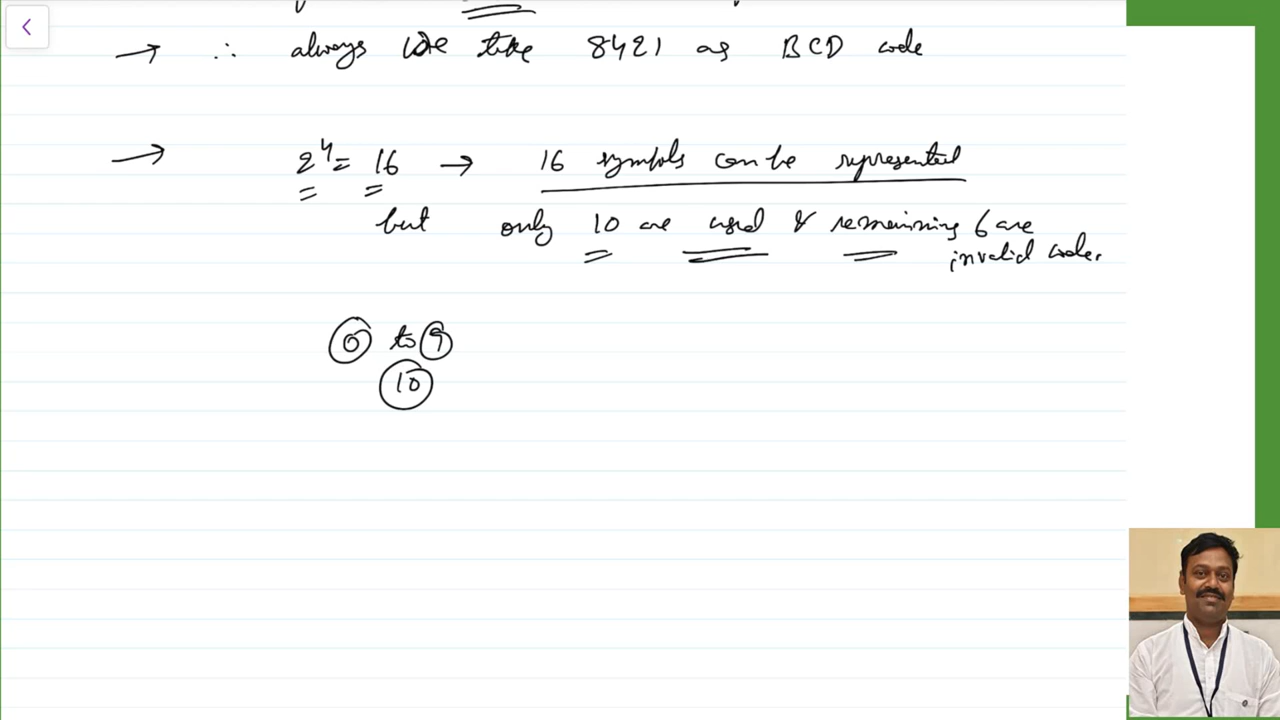 → ∴ always we take 8421 as BCD code
→ 2⁴ = 16 → 16 symbols can be represented
but only 10 are used & remaining 6 are
invalid codes.
0 to 9
10